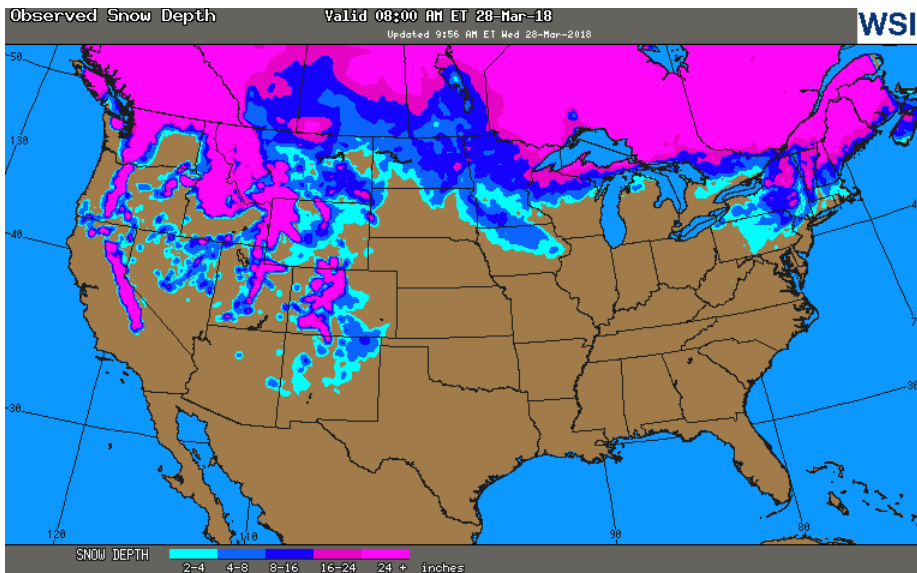 Observed Snow Depth Valid 08:00 AM ET 28-Mar-18
WSI
Updated 9:56 AM ET Wed 28-Mar-2018
50
130
40
30
120
110
90
80
30
SNOW DEPTH
2-4 4-8 8-16 16-24 24 + inches